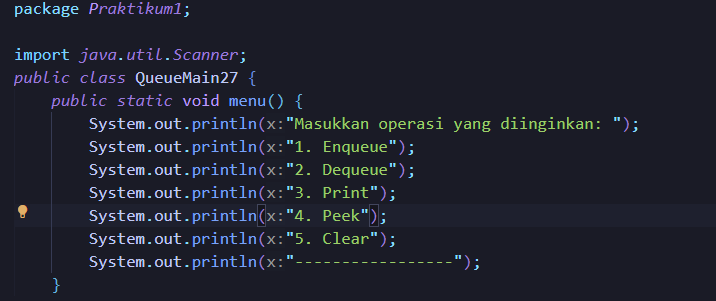 package Praktikum1;
import java.util.Scanner;
public class QueueMain27 {
public static void menu() {
System.out.println(x:"Masukkan operasi yang diinginkan: ");
System.out.println(x:"1. Enqueue");
System.out.println(x:"2. Dequeue");
System.out.println(x:"3. Print");
System.out.println(x:"4. Peek");
System.out.println(x:"5. Clear");
System.out.println(x:"-----------------");
}